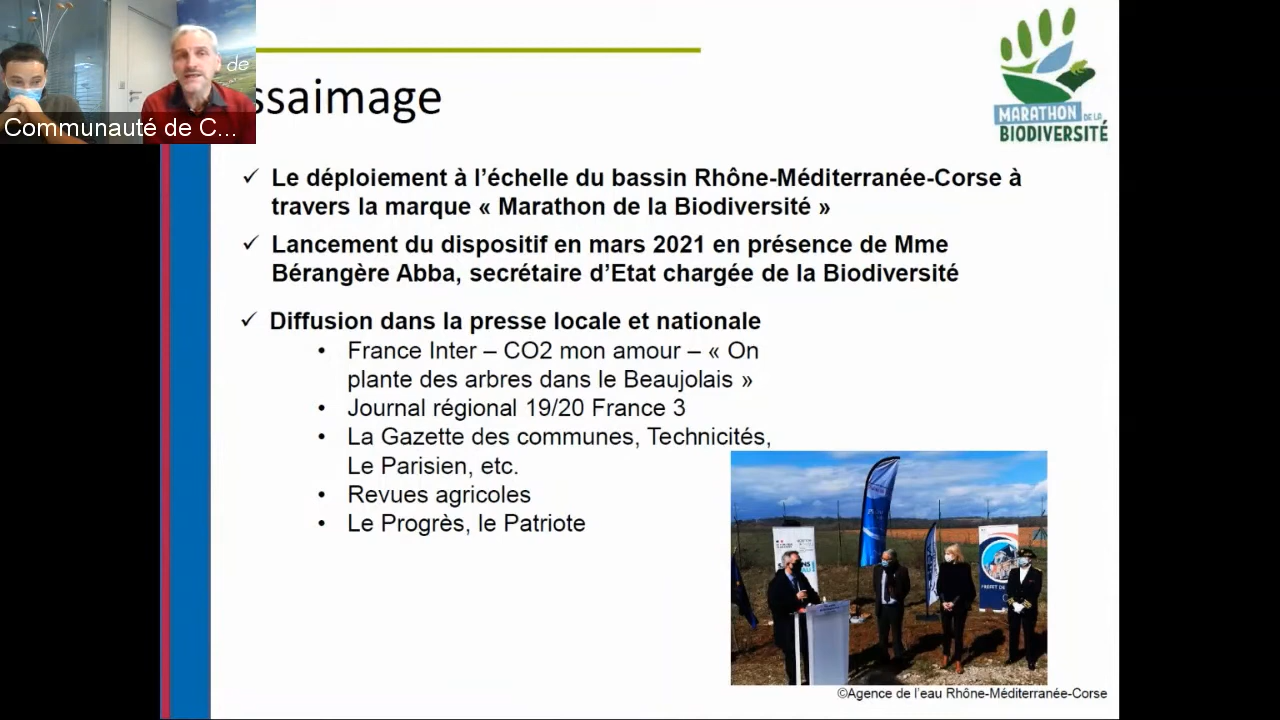 de
Communauté de C...
ssaimage
MARATHON DE LA
BIODIVERSITÉ
✓ Le déploiement à l’échelle du bassin Rhône-Méditerranée-Corse à
travers la marque « Marathon de la Biodiversité »
✓ Lancement du dispositif en mars 2021 en présence de Mme
Bérangère Abba, secrétaire d’Etat chargée de la Biodiversité
✓ Diffusion dans la presse locale et nationale
• France Inter – CO2 mon amour – « On
plante des arbres dans le Beaujolais »
• Journal régional 19/20 France 3
• La Gazette des communes, Technicités,
Le Parisien, etc.
• Revues agricoles
• Le Progrès, le Patriote
©Agence de l’eau Rhône-Méditerranée-Corse